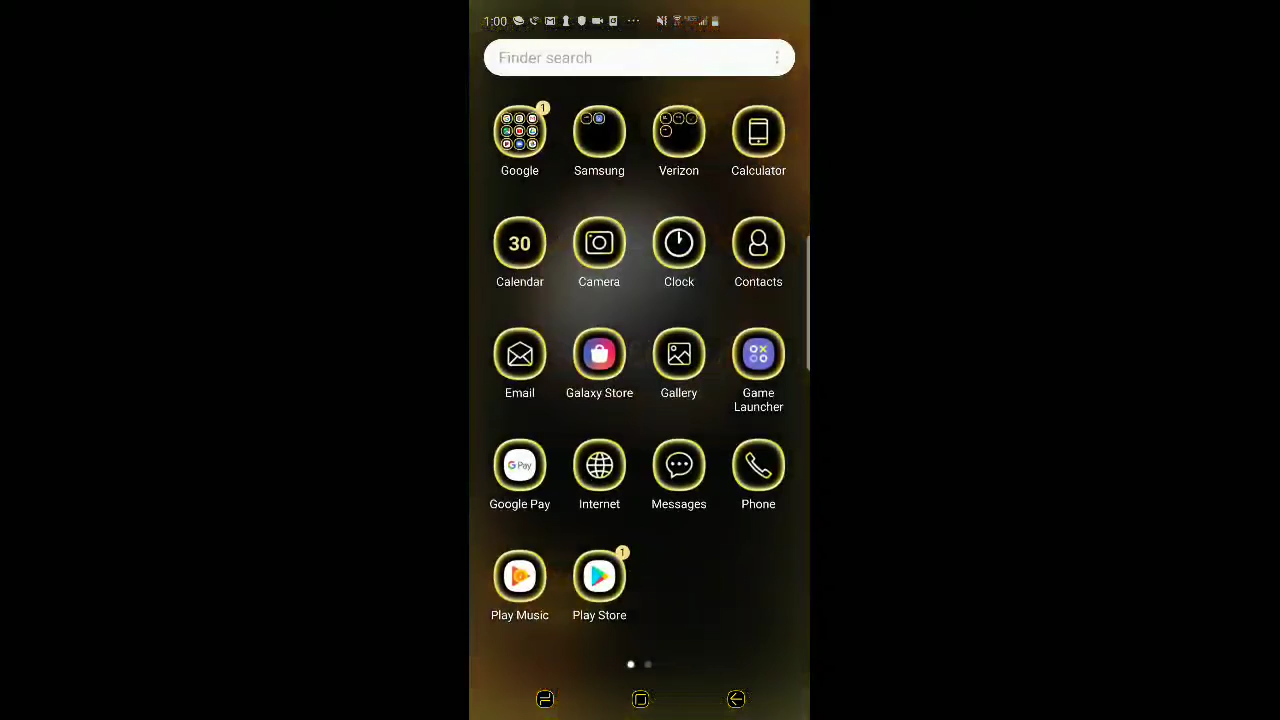 1:00
Finder search
1
Google
Samsung
Verizon
Calculator
30
Calendar
Camera
Clock
Contacts
Email
Galaxy Store
Gallery
Game
Launcher
G Pay
Google Pay
Internet
Messages
Phone
1
Play Music
Play Store